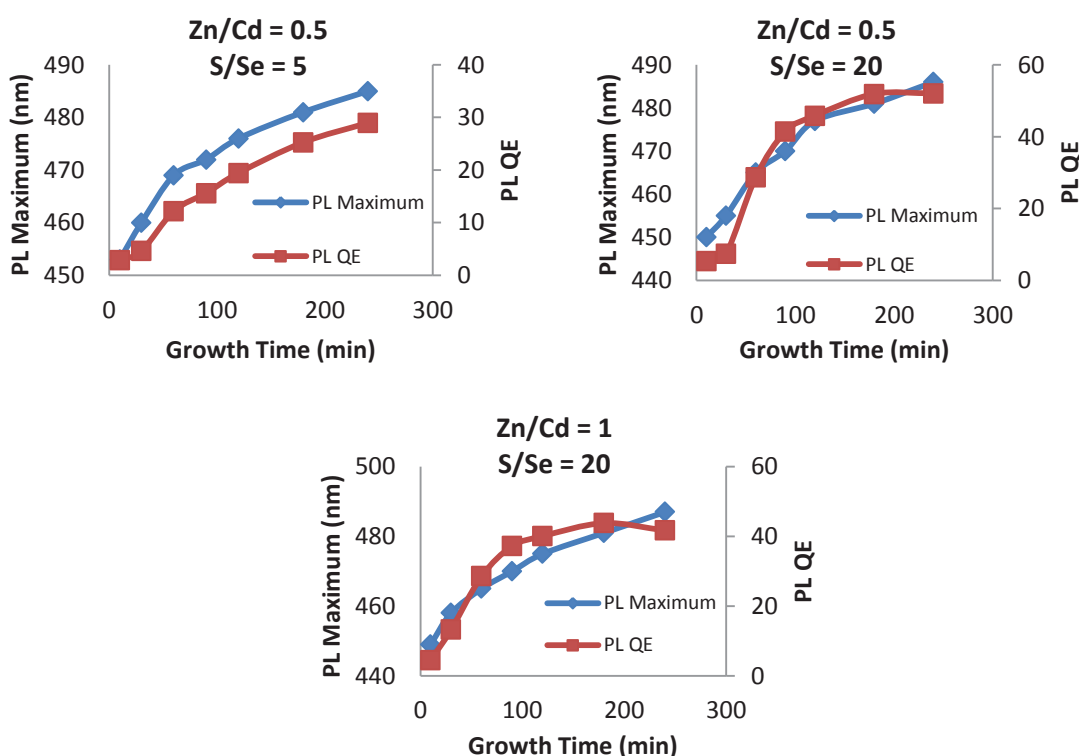 Zn/Cd = 0.5
S/Se = 5
490
480
470
460
450
40
30
20
10
0
PL Maximum (nm)
PL QE
PL Maximum
PL QE
0
100
200
300
Growth Time (min)
Zn/Cd = 0.5
S/Se = 20
490
480
470
460
450
440
60
40
20
0
PL Maximum (nm)
PL QE
PL Maximum
PL QE
0
100
200
300
Growth Time (min)
Zn/Cd = 1
S/Se = 20
500
480
460
440
60
40
20
0
PL Maximum (nm)
PL QE
PL Maximum
PL QE
0
100
200
300
Growth Time (min)